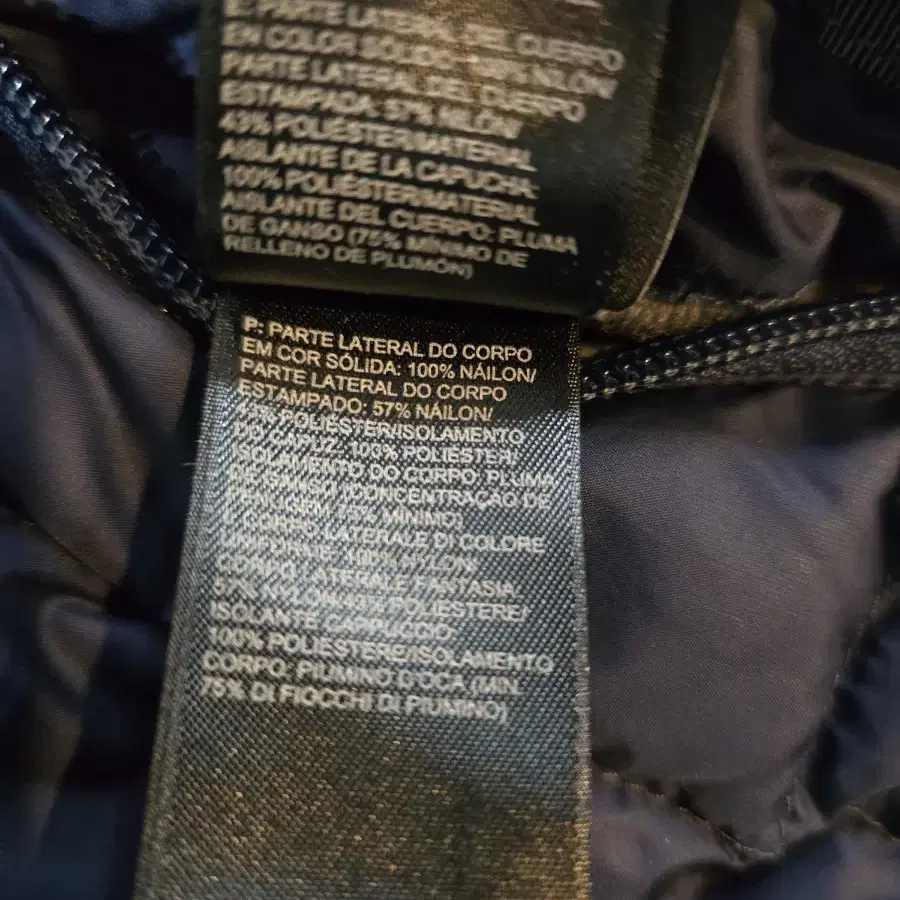 E: PARTE LATERAL DEL CUERPO
EN COLOR SÓLIDO: 100% NILÓN/
PARTE LATERAL DEL CUERPO
ESTAMPADA: 57% NILÓN/
43% POLIÉSTER/MATERIAL
AISLANTE DE LA CAPUCHA:
100% POLIÉSTER/MATERIAL
AISLANTE DEL CUERPO: PLUMA
DE GANSO (75% MÍNIMO DE
RELLENO DE PLUMÓN)
P: PARTE LATERAL DO CORPO
EM COR SÓLIDA: 100% NÁILON/
PARTE LATERAL DO CORPO
ESTAMPADO: 57% NÁILON/
43% POLIÉSTER/ISOLAMENTO
DO CAPUZ: 100% POLIÉSTER/
ISOLAMENTO DO CORPO: PLUMA
DE GANSO (CONCENTRAÇÃO DE
PENUGEM 75% MÍNIMO)
I: CORPO LATERALE DI COLORE
UNIFORME: 100% NYLON/
CORPO LATERALE FANTASIA
57% NYLON/43% POLIESTERE/
ISOLANTE CAPPUCCIO:
100% POLIESTERE/ISOLAMENTO
CORPO: PIUMINO D'OCA (MIN.
75% DI FIOCCHI DI PIUMINO)